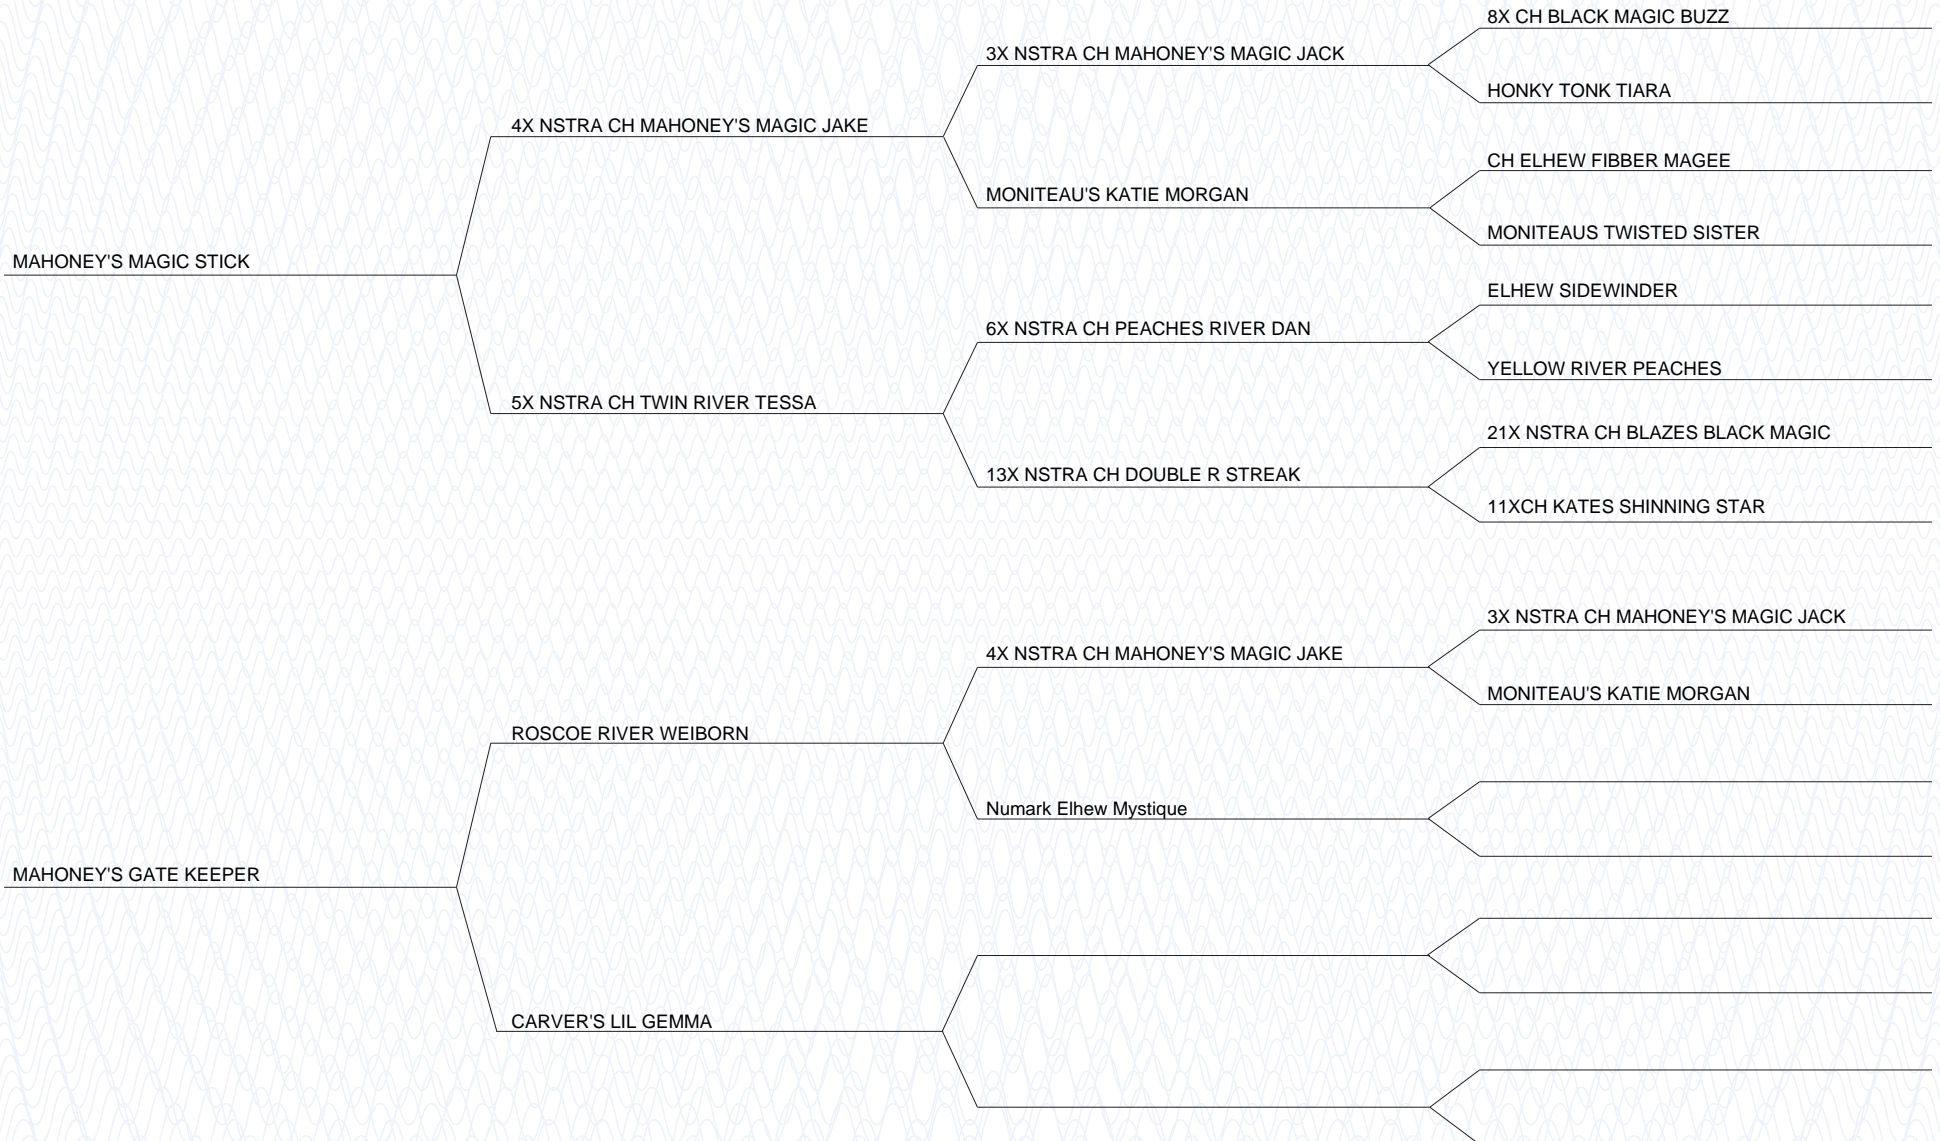 8X CH BLACK MAGIC BUZZ
3X NSTRA CH MAHONEY'S MAGIC JACK
HONKY TONK TIARA
4X NSTRA CH MAHONEY'S MAGIC JAKE
CH ELHEW FIBBER MAGEE
MONITEAU'S KATIE MORGAN
MONITEAUS TWISTED SISTER
MAHONEY'S MAGIC STICK
ELHEW SIDEWINDER
6X NSTRA CH PEACHES RIVER DAN
YELLOW RIVER PEACHES
5X NSTRA CH TWIN RIVER TESSA
21X NSTRA CH BLAZES BLACK MAGIC
13X NSTRA CH DOUBLE R STREAK
11XCH KATES SHINNING STAR
3X NSTRA CH MAHONEY'S MAGIC JACK
4X NSTRA CH MAHONEY'S MAGIC JAKE
MONITEAU'S KATIE MORGAN
ROSCOE RIVER WEIBORN
Numark Elhew Mystique
MAHONEY'S GATE KEEPER
CARVER'S LIL GEMMA